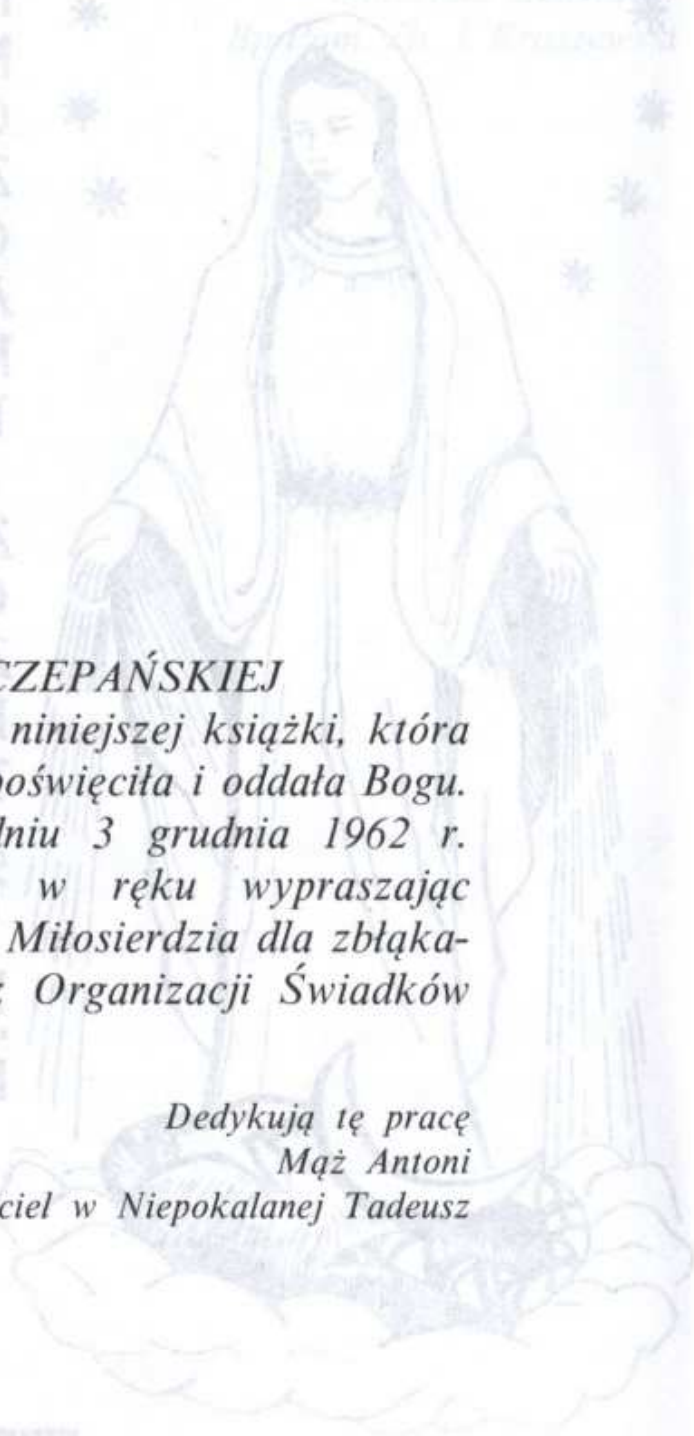 CZEPAŃSKIEJ
niniejszej książki, która
poświęciła i oddała Bogu.
dniu 3 grudnia 1962 r.
w ręku wypraszając
Miłosierdzia dla zbłąka-
Organizacji Świadków
Dedykują tę pracę
Mąż Antoni
ciel w Niepokalanej Tadeusz